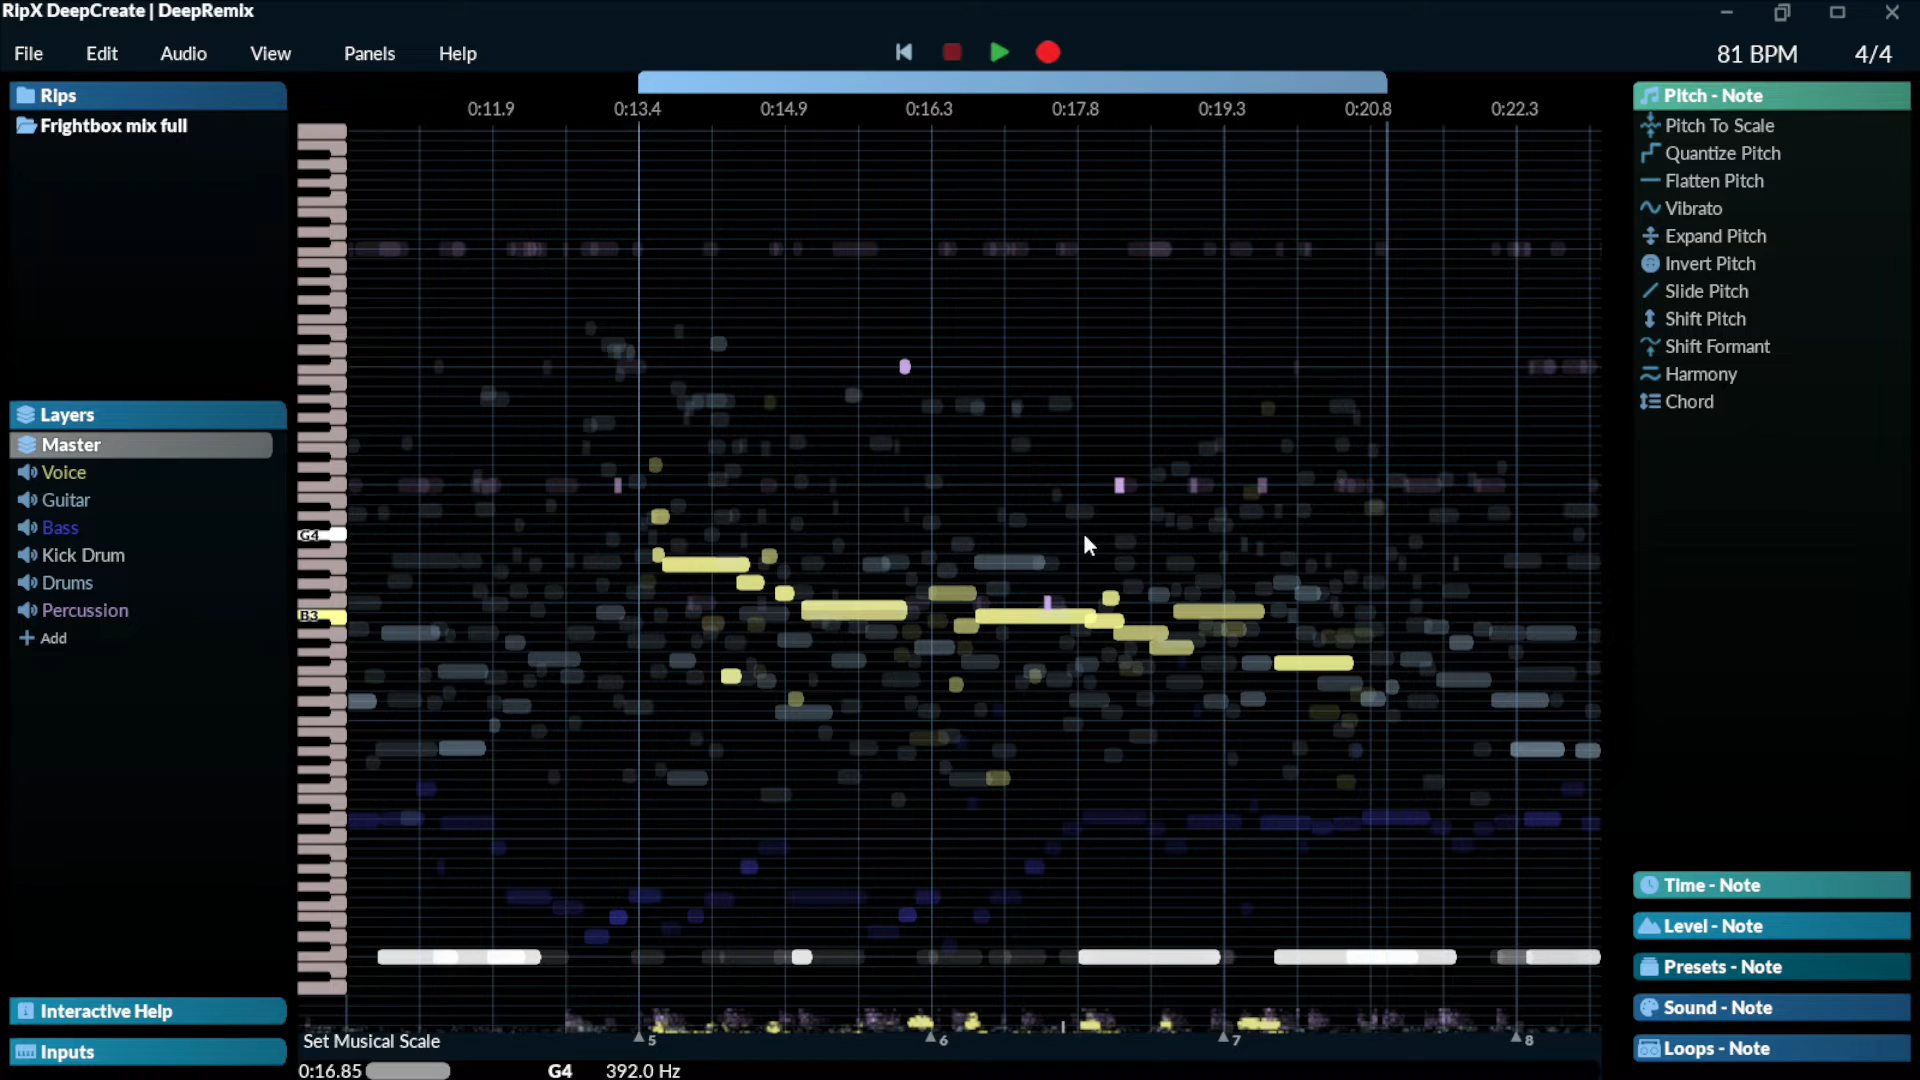 RipX DeepCreate | DeepRemix
File Edit Audio View Panels Help
81 BPM 4/4
Rips
Frightbox mix full
0:11.9 0:13.4 0:14.9 0:16.3 0:17.8 0:19.3 0:20.8 0:22.3
Layers
Master
Voice
Guitar
Bass
Kick Drum
Drums
Percussion
Add
Interactive Help
Inputs
G4
B3
5 6 7 8
Set Musical Scale
0:16.85 G4 392.0 Hz
Pitch - Note
Pitch To Scale
Quantize Pitch
Flatten Pitch
Vibrato
Expand Pitch
Invert Pitch
Slide Pitch
Shift Pitch
Shift Formant
Harmony
Chord
Time - Note
Level - Note
Presets - Note
Sound - Note
Loops - Note